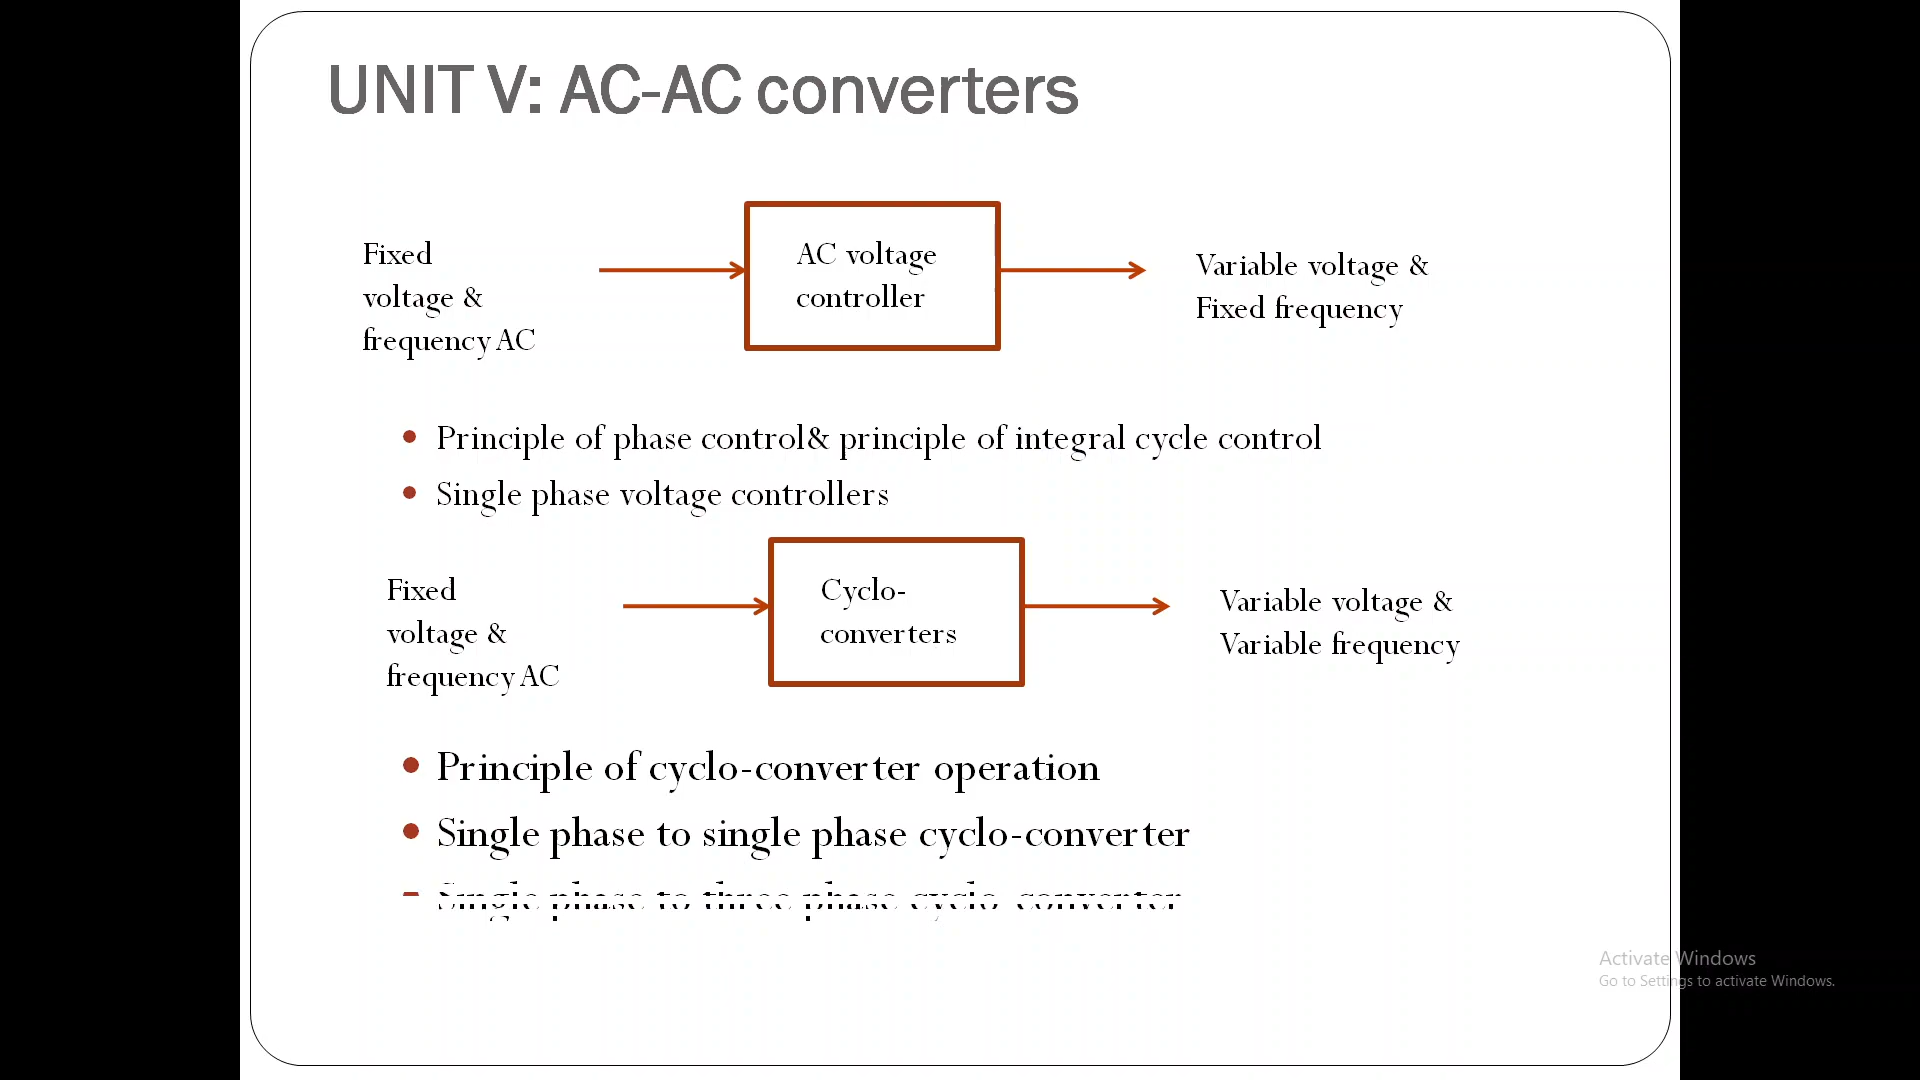 UNIT V: AC-AC converters
Fixed
voltage &
frequency AC
AC voltage
controller
Variable voltage &
Fixed frequency
Principle of phase control& principle of integral cycle control
Single phase voltage controllers
Fixed
voltage &
frequency AC
Cyclo-
converters
Variable voltage &
Variable frequency
Principle of cyclo-converter operation
Single phase to single phase cyclo-converter
Single phase to three phase cyclo-converter
Activate Windows
Go to Settings to activate Windows.